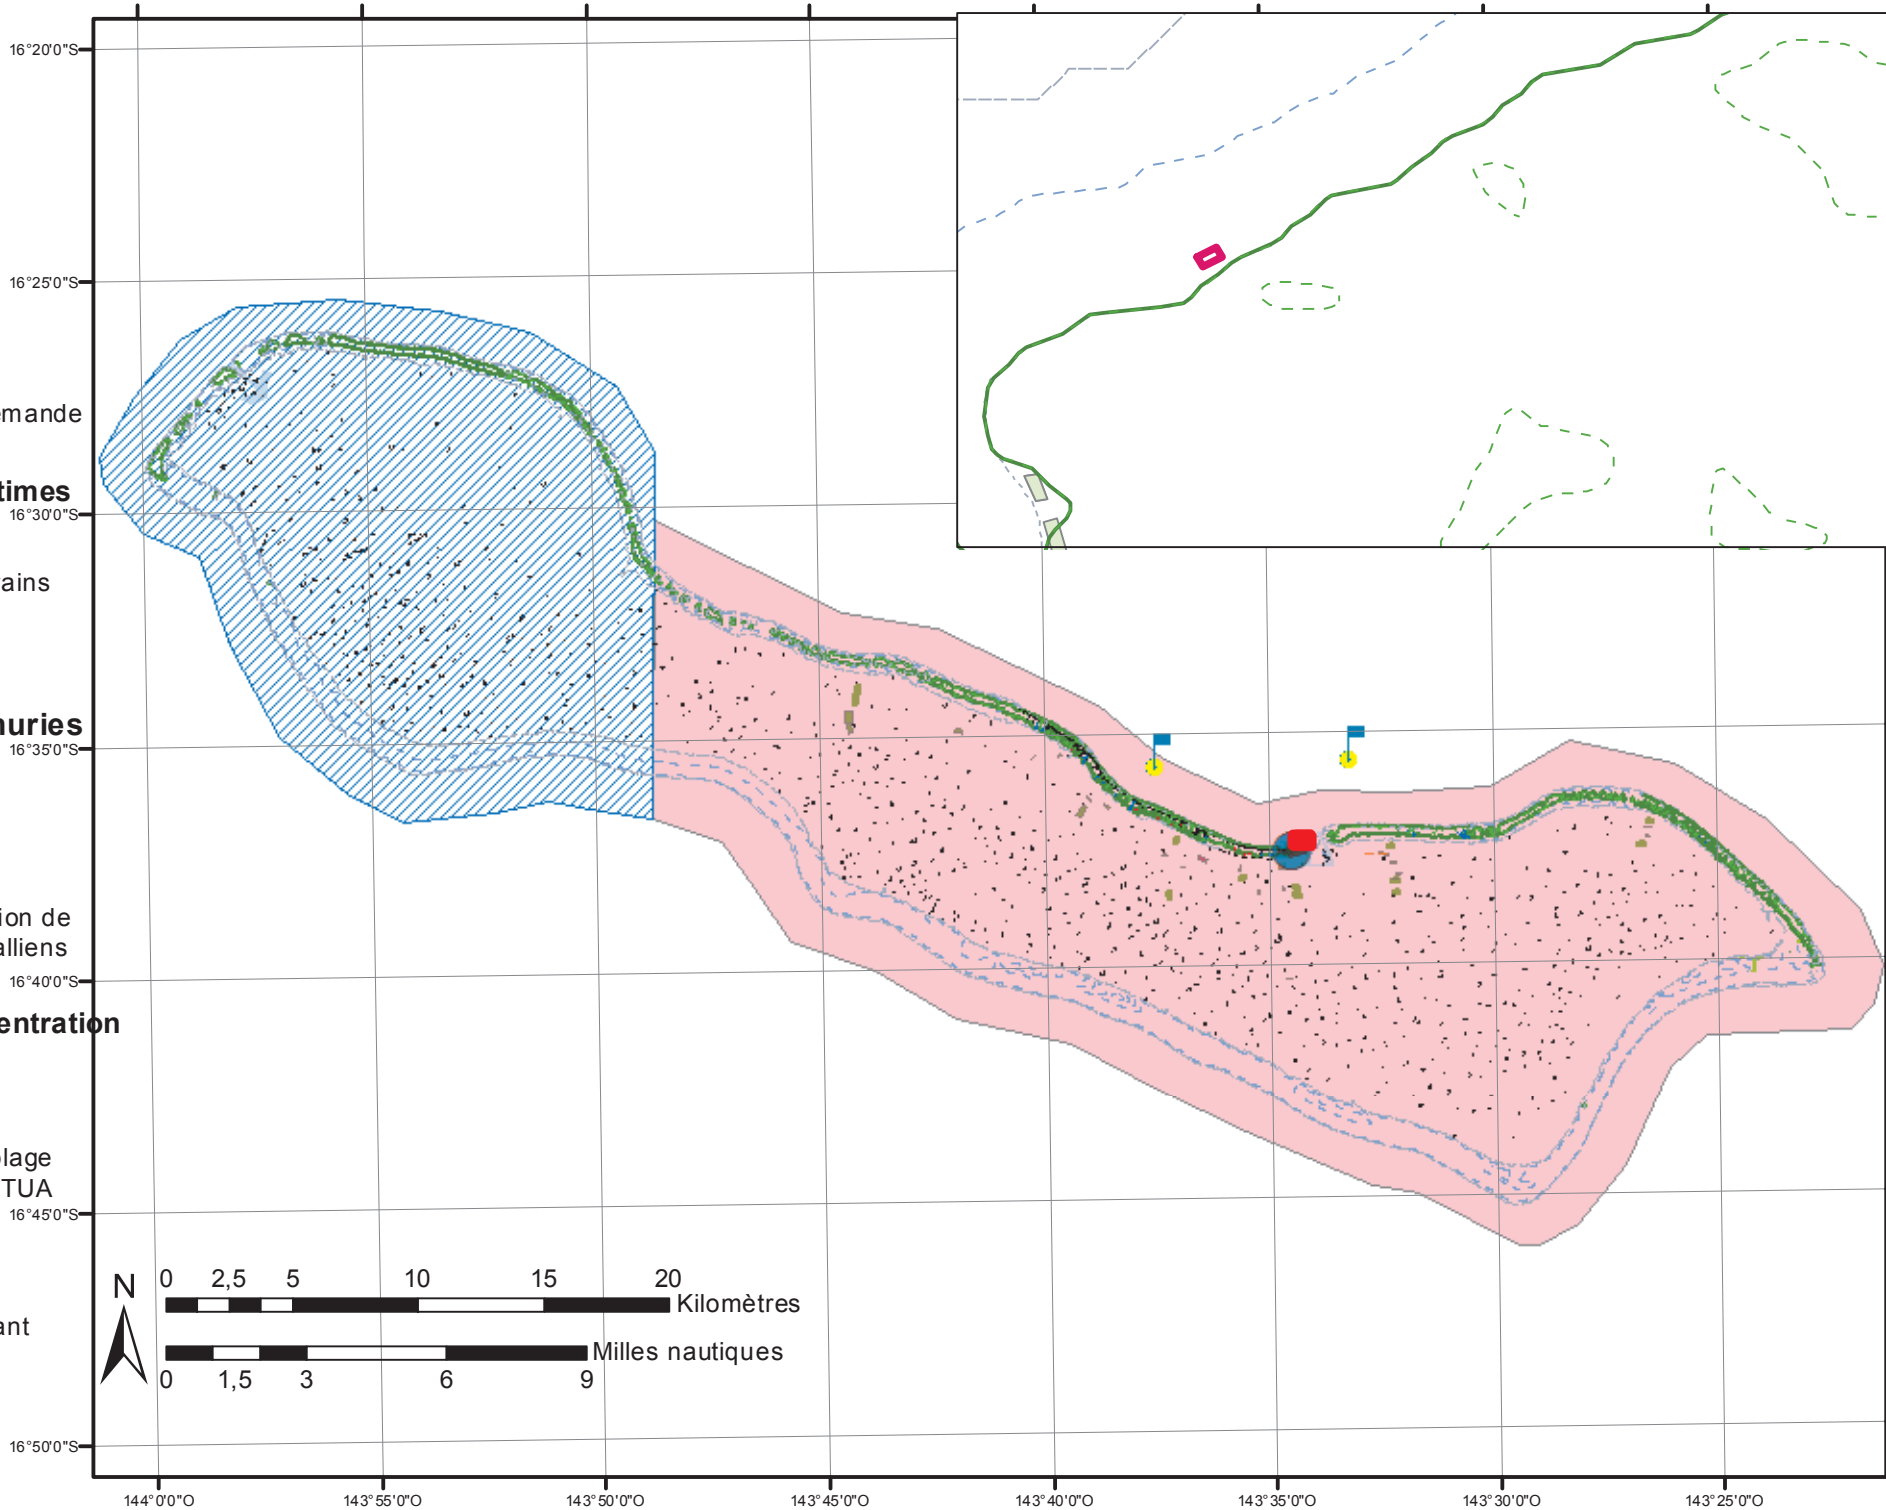 16°20'0"S
16°25'0"S
emande
times
16°30'0"S
rains
nuries
16°35'0"S
ion de
alliens
16°40'0"S
entration
olage
TUA
16°45'0"S
N
0 2,5 5 10 15 20
Kilomètres
ant
Milles nautiques
0 1,5 3 6 9
16°50'0"S
144°0'0"O 143°55'0"O 143°50'0"O 143°45'0"O 143°40'0"O 143°35'0"O 143°30'0"O 143°25'0"O